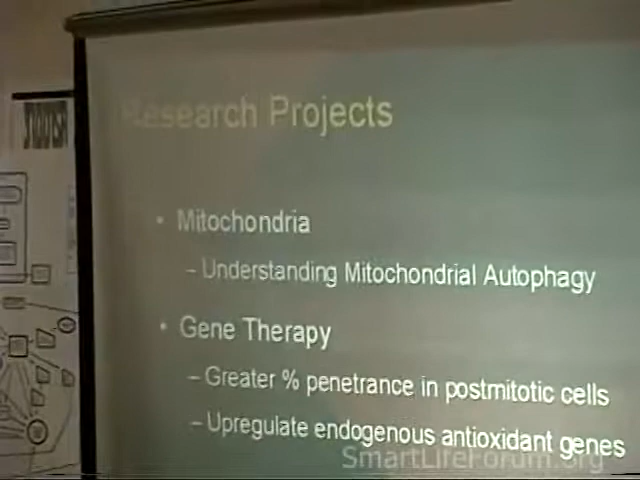 Research Projects
• Mitochondria
– Understanding Mitochondrial Autophagy
• Gene Therapy
– Greater % penetrance in postmitotic cells
– Upregulate endogenous antioxidant genes
SmartLifeForum.org